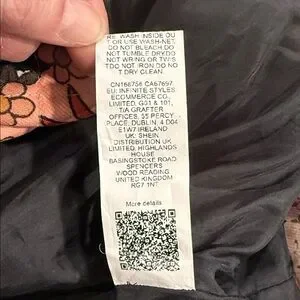 RE. WASH INSIDE OU
T OR USE WASH-NET.
DO NOT BLEACH.DO
NOT TUMBLE DRY.DO
NOT WRING OR TWIS
T.DO NOT IRON.DO NO
T DRY CLEAN.
CN168756 CA67697
EU: INFINITE STYLES
ECOMMERCE CO.,
LIMITED, G01 & 101,
TIA GRAFTER
OFFICES, 55 PERCY
PLACE, DUBLIN, 4 D04
E1W7 IRELAND
UK: SHEIN
DISTRIBUTION UK
LIMITED, HIGHLANDS
HOUSE
BASINGSTOKE ROAD
SPENCERS
WOOD READING
UNITED KINGDOM
RG7 1NT
More details